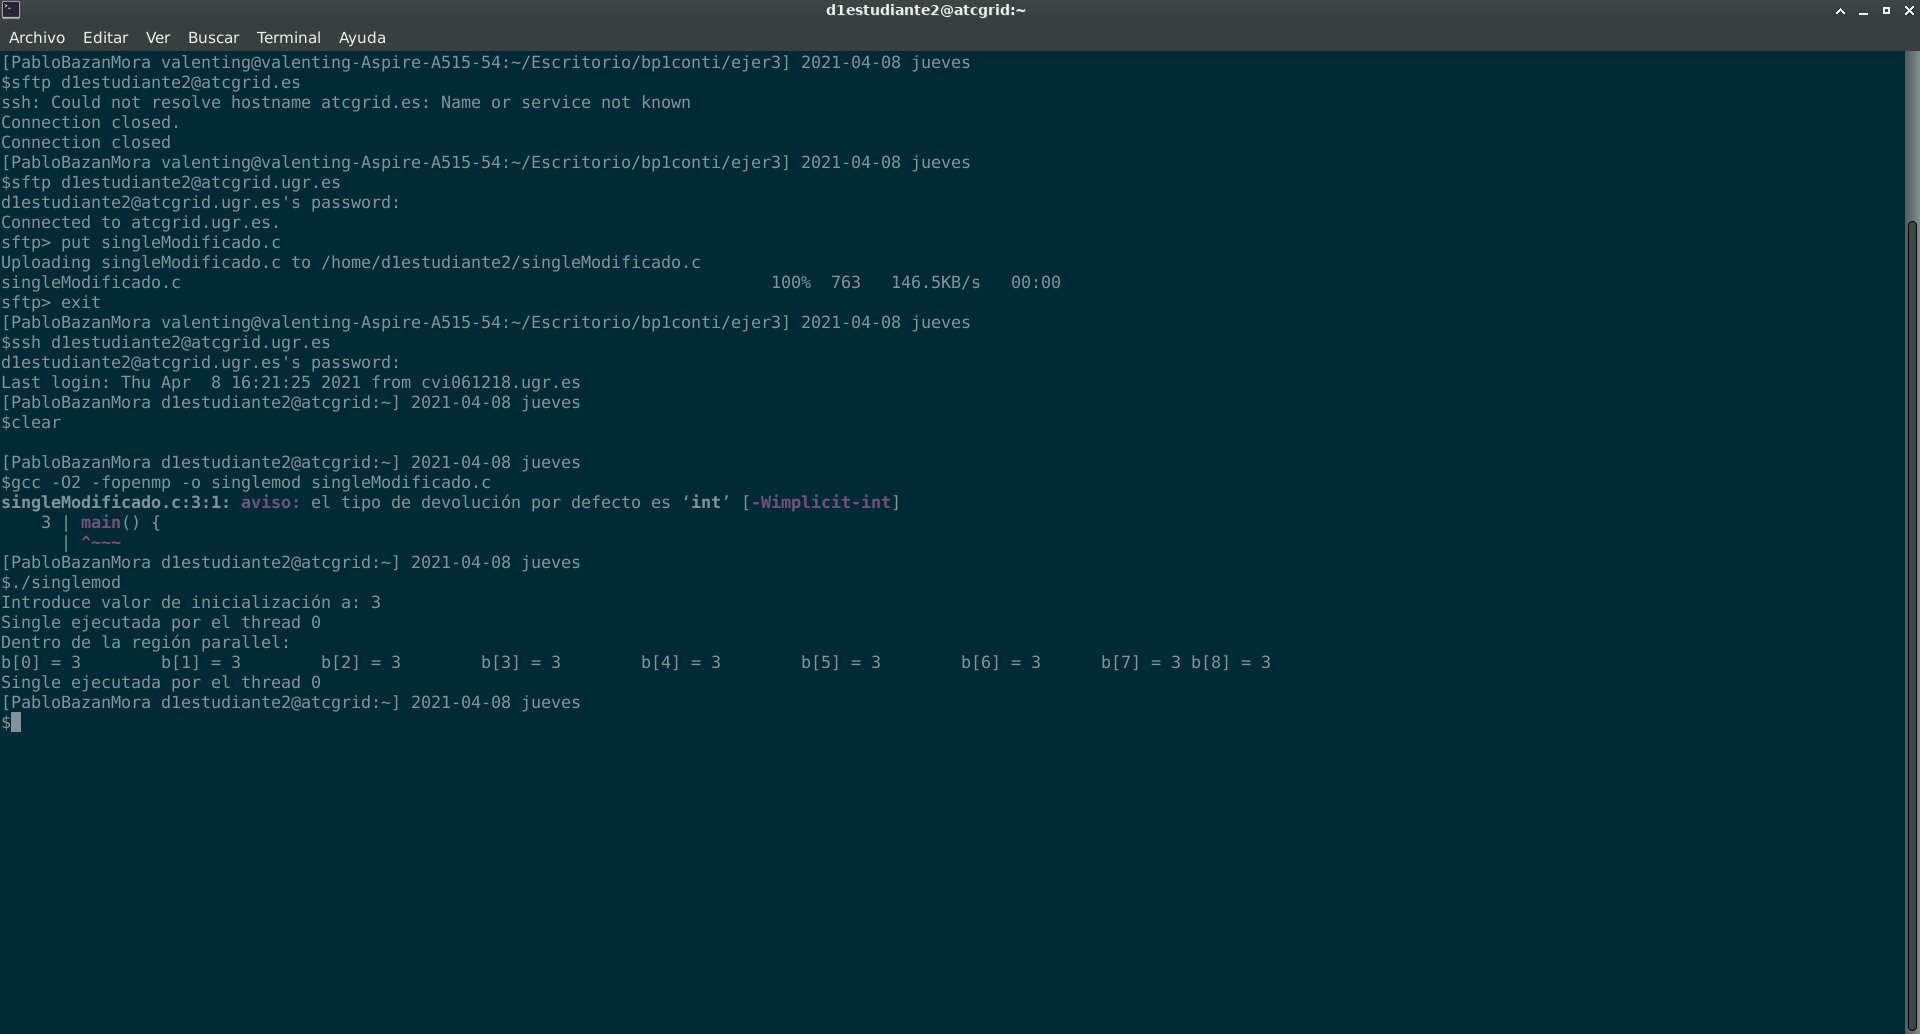 d1estudiante2@atcgrid:~
Archivo Editar Ver Buscar Terminal Ayuda
[PabloBazanMora valenting@valenting-Aspire-A515-54:~/Escritorio/bp1conti/ejer3] 2021-04-08 jueves
$sftp d1estudiante2@atcgrid.es
ssh: Could not resolve hostname atcgrid.es: Name or service not known
Connection closed.
Connection closed
[PabloBazanMora valenting@valenting-Aspire-A515-54:~/Escritorio/bp1conti/ejer3] 2021-04-08 jueves
$sftp d1estudiante2@atcgrid.ugr.es
d1estudiante2@atcgrid.ugr.es's password:
Connected to atcgrid.ugr.es.
sftp> put singleModificado.c
Uploading singleModificado.c to /home/d1estudiante2/singleModificado.c
singleModificado.c                                                           100%  763   146.5KB/s   00:00
sftp> exit
[PabloBazanMora valenting@valenting-Aspire-A515-54:~/Escritorio/bp1conti/ejer3] 2021-04-08 jueves
$ssh d1estudiante2@atcgrid.ugr.es
d1estudiante2@atcgrid.ugr.es's password:
Last login: Thu Apr  8 16:21:25 2021 from cvi061218.ugr.es
[PabloBazanMora d1estudiante2@atcgrid:~] 2021-04-08 jueves
$clear
[PabloBazanMora d1estudiante2@atcgrid:~] 2021-04-08 jueves
$gcc -O2 -fopenmp -o singlemod singleModificado.c
singleModificado.c:3:1: aviso: el tipo de devolución por defecto es ‘int’ [-Wimplicit-int]
    3 | main() {
      | ^~~~
[PabloBazanMora d1estudiante2@atcgrid:~] 2021-04-08 jueves
$./singlemod
Introduce valor de inicialización a: 3
Single ejecutada por el thread 0
Dentro de la región parallel:
b[0] = 3        b[1] = 3        b[2] = 3        b[3] = 3        b[4] = 3        b[5] = 3        b[6] = 3      b[7] = 3 b[8] = 3
Single ejecutada por el thread 0
[PabloBazanMora d1estudiante2@atcgrid:~] 2021-04-08 jueves
$